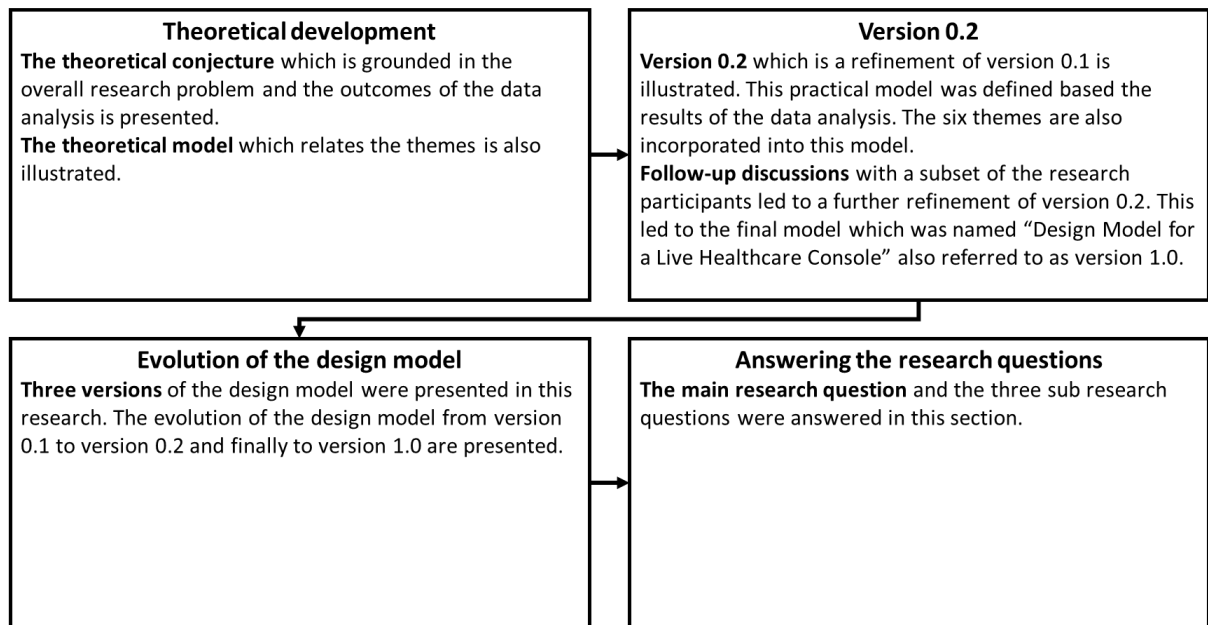 Theoretical development
The theoretical conjecture which is grounded in the
overall research problem and the outcomes of the data
analysis is presented.
The theoretical model which relates the themes is also
illustrated.
Version 0.2
Version 0.2 which is a refinement of version 0.1 is
illustrated. This practical model was defined based the
results of the data analysis. The six themes are also
incorporated into this model.
Follow-up discussions with a subset of the research
participants led to a further refinement of version 0.2. This
led to the final model which was named “Design Model for
a Live Healthcare Console” also referred to as version 1.0.
Evolution of the design model
Three versions of the design model were presented in this
research. The evolution of the design model from version
0.1 to version 0.2 and finally to version 1.0 are presented.
Answering the research questions
The main research question and the three sub research
questions were answered in this section.